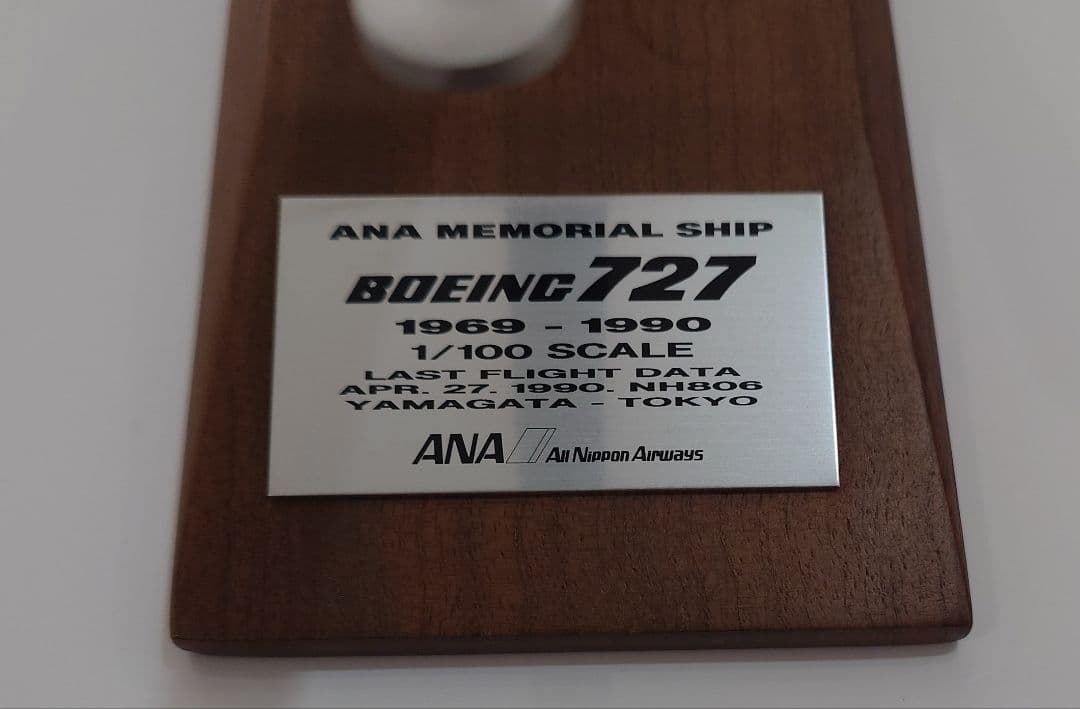 ANA MEMORIAL SHIP
BOEING 727
1969 - 1990
1/100 SCALE
LAST FLIGHT DATA
APR. 27. 1990. NH806
YAMAGATA - TOKYO
ANA All Nippon Airways